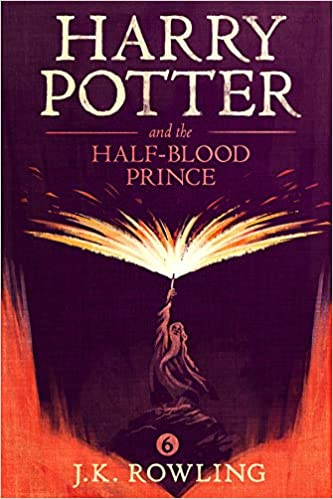 HARRY
POTTER
and the
HALF-BLOOD
PRINCE
6
J.K. ROWLING